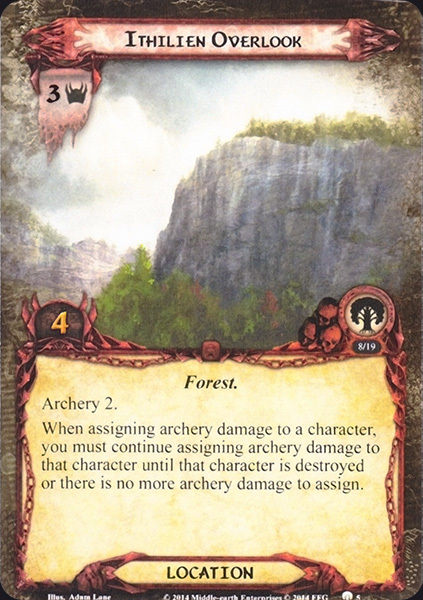 ITHILIEN OVERLOOK
3
4
8/19
Forest.
Archery 2.
When assigning archery damage to a character,
you must continue assigning archery damage to
that character until that character is destroyed
or there is no more archery damage to assign.
LOCATION
Illus. Adam Lane © 2014 Middle-earth Enterprises © 2014 FFG 5